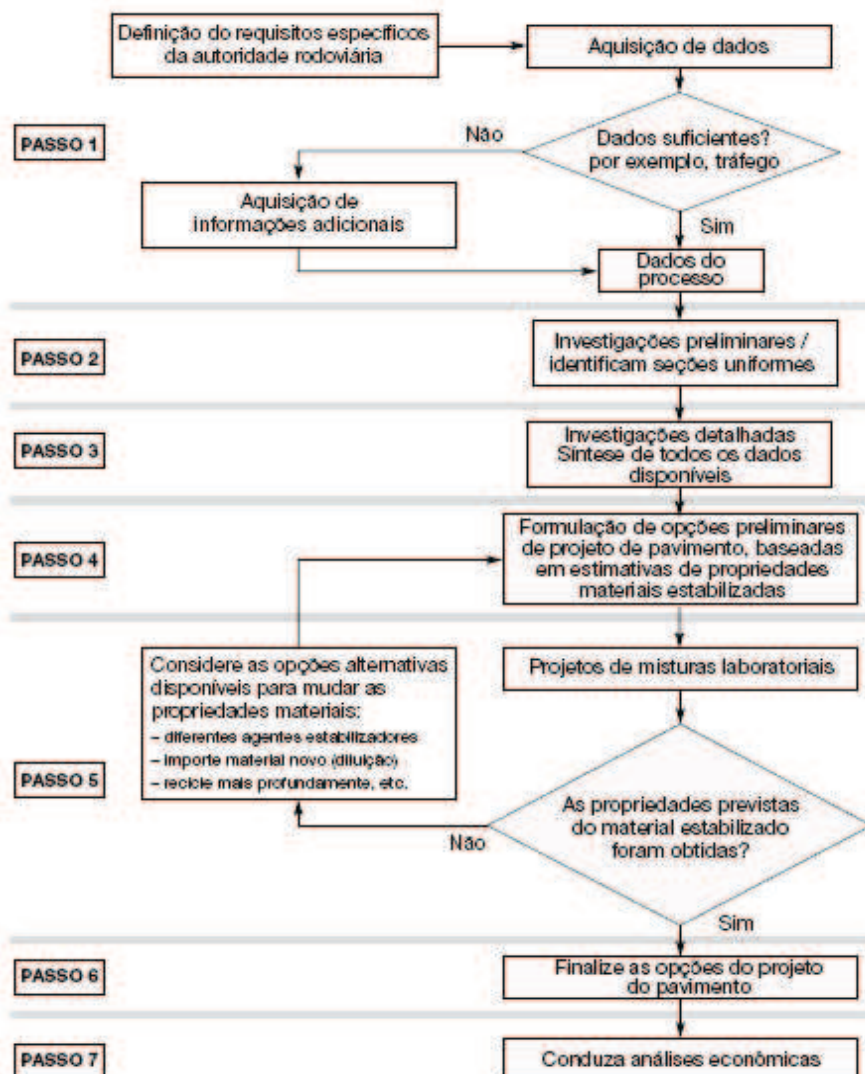 Definição do requisitos específicos
da autoridade rodoviária
Aquisição de dados
PASSO 1
Não
Dados suficientes?
por exemplo, tráfego
Aquisição de
informações adicionais
Sim
Dados do
processo
PASSO 2
Investigações preliminares /
identificam seções uniformes
PASSO 3
Investigações detalhadas
Síntese de todos os dados
disponíveis
PASSO 4
Formulação de opções preliminares
de projeto de pavimento, baseadas
em estimativas de propriedades
materiais estabilizadas
PASSO 5
Considere as opções alternativas
disponíveis para mudar as
propriedades materiais:
– diferentes agentes estabilizadores
– importe material novo (diluição)
– recicle mais profundamente, etc.
Projetos de misturas laboratoriais
As propriedades previstas
do material estabilizado
foram obtidas?
Não
Sim
PASSO 6
Finalize as opções do projeto
do pavimento
PASSO 7
Conduza análises econômicas